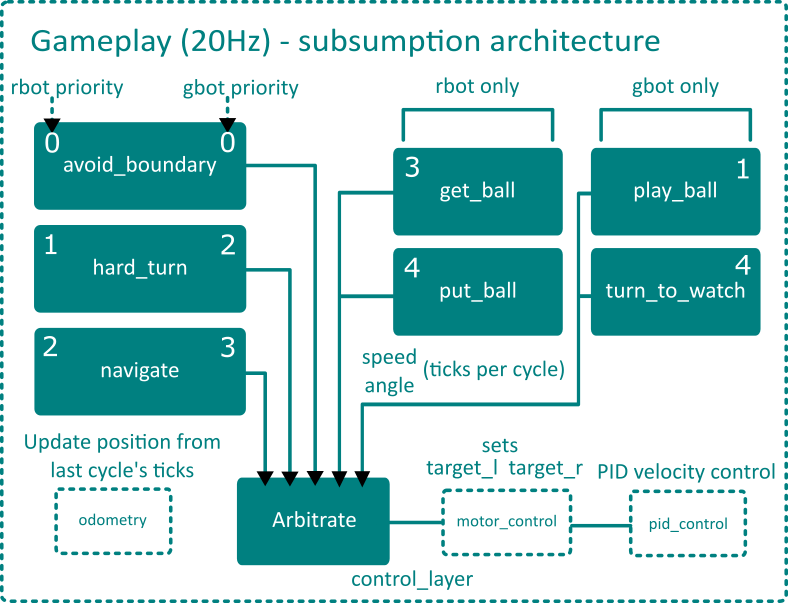 Gameplay (20Hz) - subsumption architecture
rbot priority
gbot priority
rbot only
gbot only
0
0
avoid_boundary
3
get_ball
1
play_ball
1
2
hard_turn
4
put_ball
4
turn_to_watch
2
3
navigate
speed
angle
(ticks per cycle)
Update position from
last cycle's ticks
odometry
Arbitrate
control_layer
sets
target_l target_r
motor_control
PID velocity control
pid_control